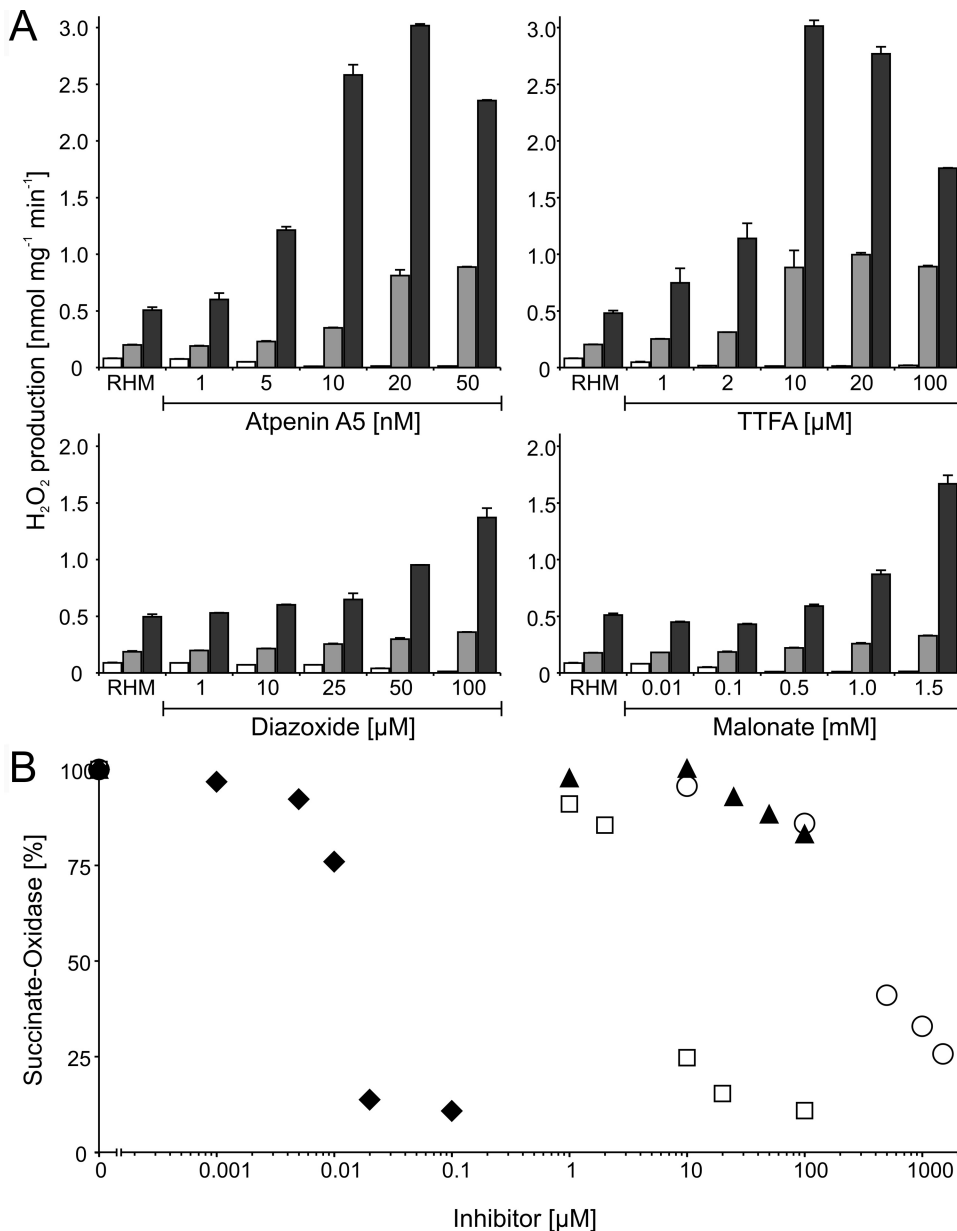 A
H₂O₂ production [nmol mg⁻¹ min⁻¹]
3.0
2.5
2.0
1.5
1.0
0.5
0
RHM 1 5 10 20 50
Atpenin A5 [nM]
3.0
2.5
2.0
1.5
1.0
0.5
0
RHM 1 2 10 20 100
TTFA [µM]
2.0
1.5
1.0
0.5
0
RHM 1 10 25 50 100
Diazoxide [µM]
2.0
1.5
1.0
0.5
0
RHM 0.01 0.1 0.5 1.0 1.5
Malonate [mM]
B
Succinate-Oxidase [%]
100
75
50
25
0
0 0.001 0.01 0.1 1 10 100 1000
Inhibitor [µM]